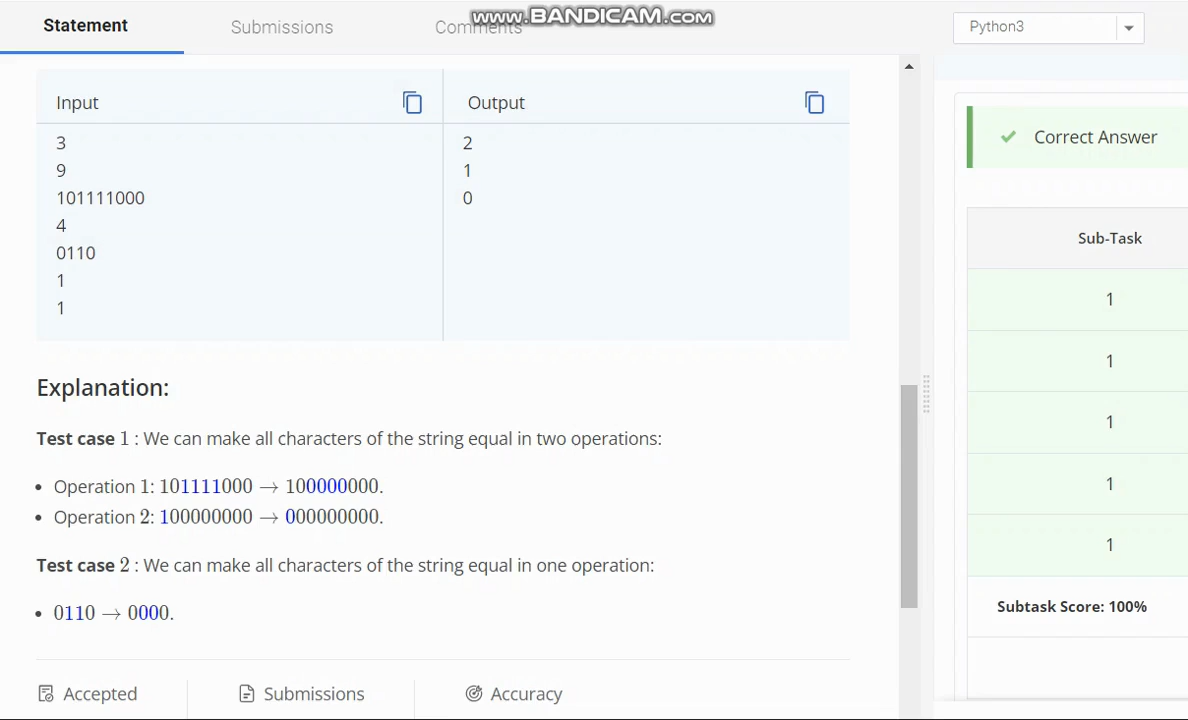 www.BANDICAM.com
Statement Submissions Comments Python3
Input Output
3 2
9 1
101111000 0
4
0110
1
1
Explanation:
Test case 1 : We can make all characters of the string equal in two operations:
• Operation 1: 101111000 → 100000000.
• Operation 2: 100000000 → 000000000.
Test case 2 : We can make all characters of the string equal in one operation:
• 0110 → 0000.
Accepted Submissions Accuracy
Correct Answer
Sub-Task
1
1
1
1
1
Subtask Score: 100%